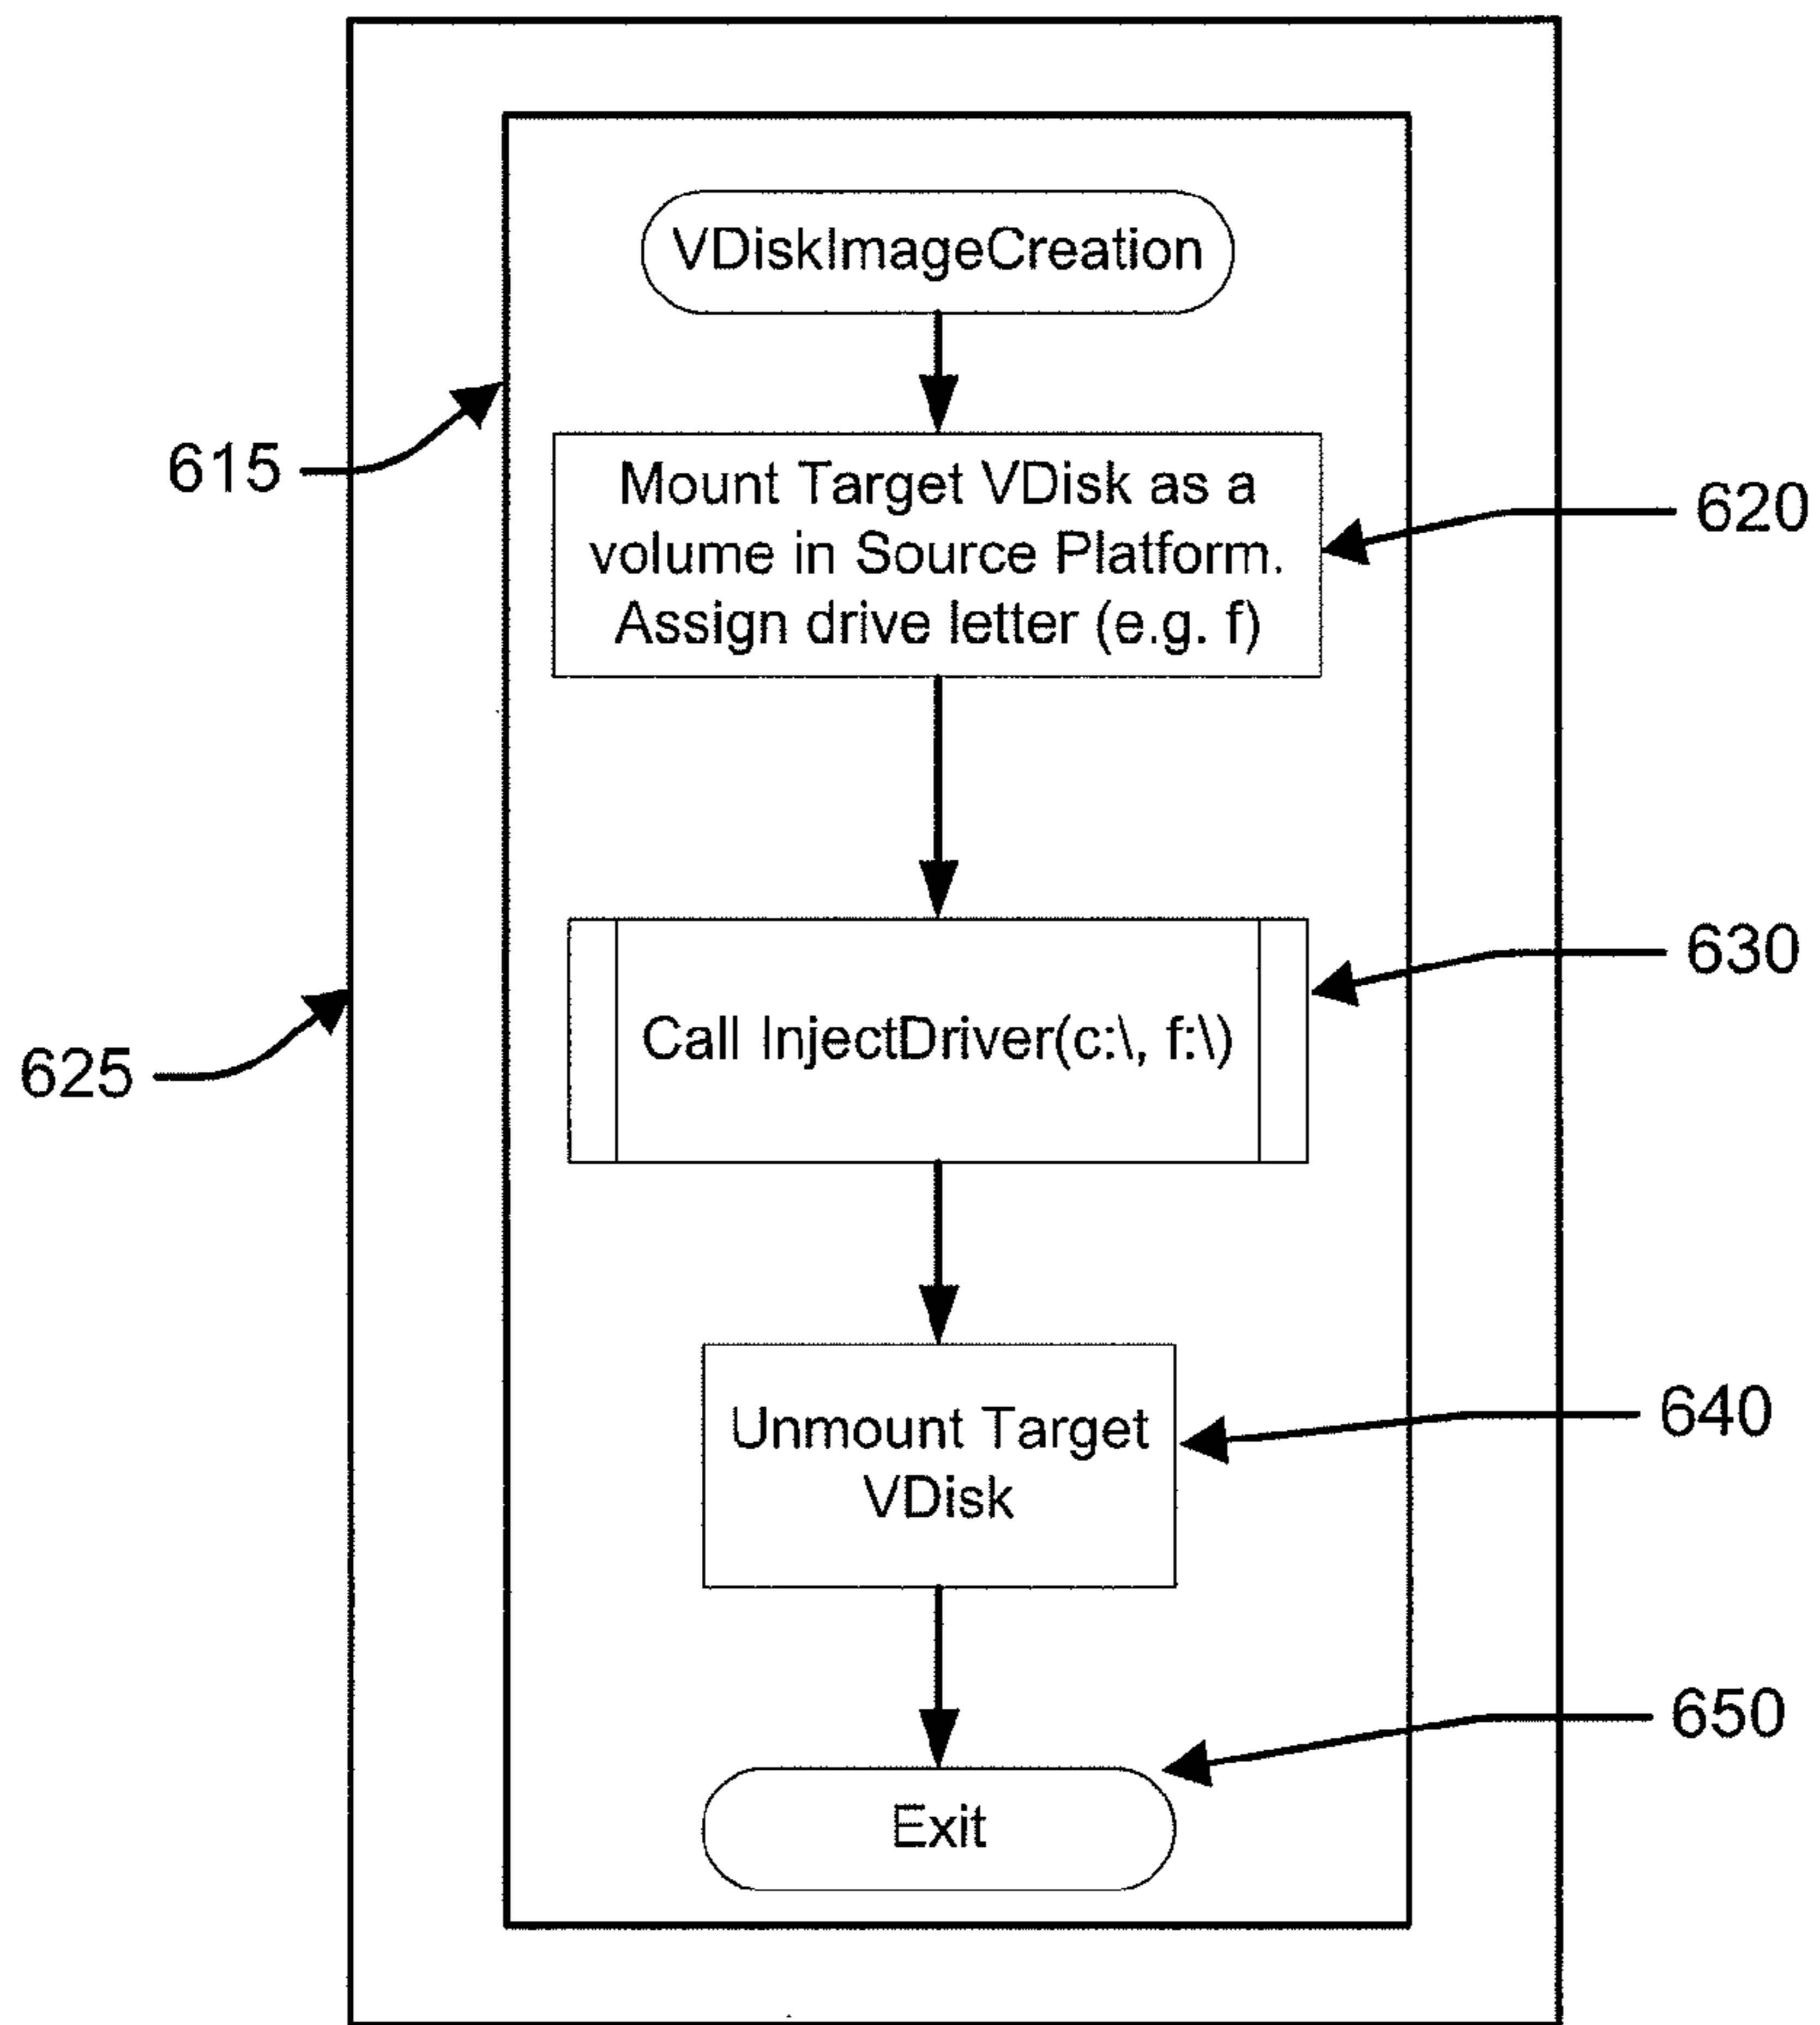 VDiskImageCreation
615
Mount Target VDisk as a
volume in Source Platform.
Assign drive letter (e.g. f)
620
625
Call InjectDriver(c:\, f:\)
630
Unmount Target
VDisk
640
Exit
650